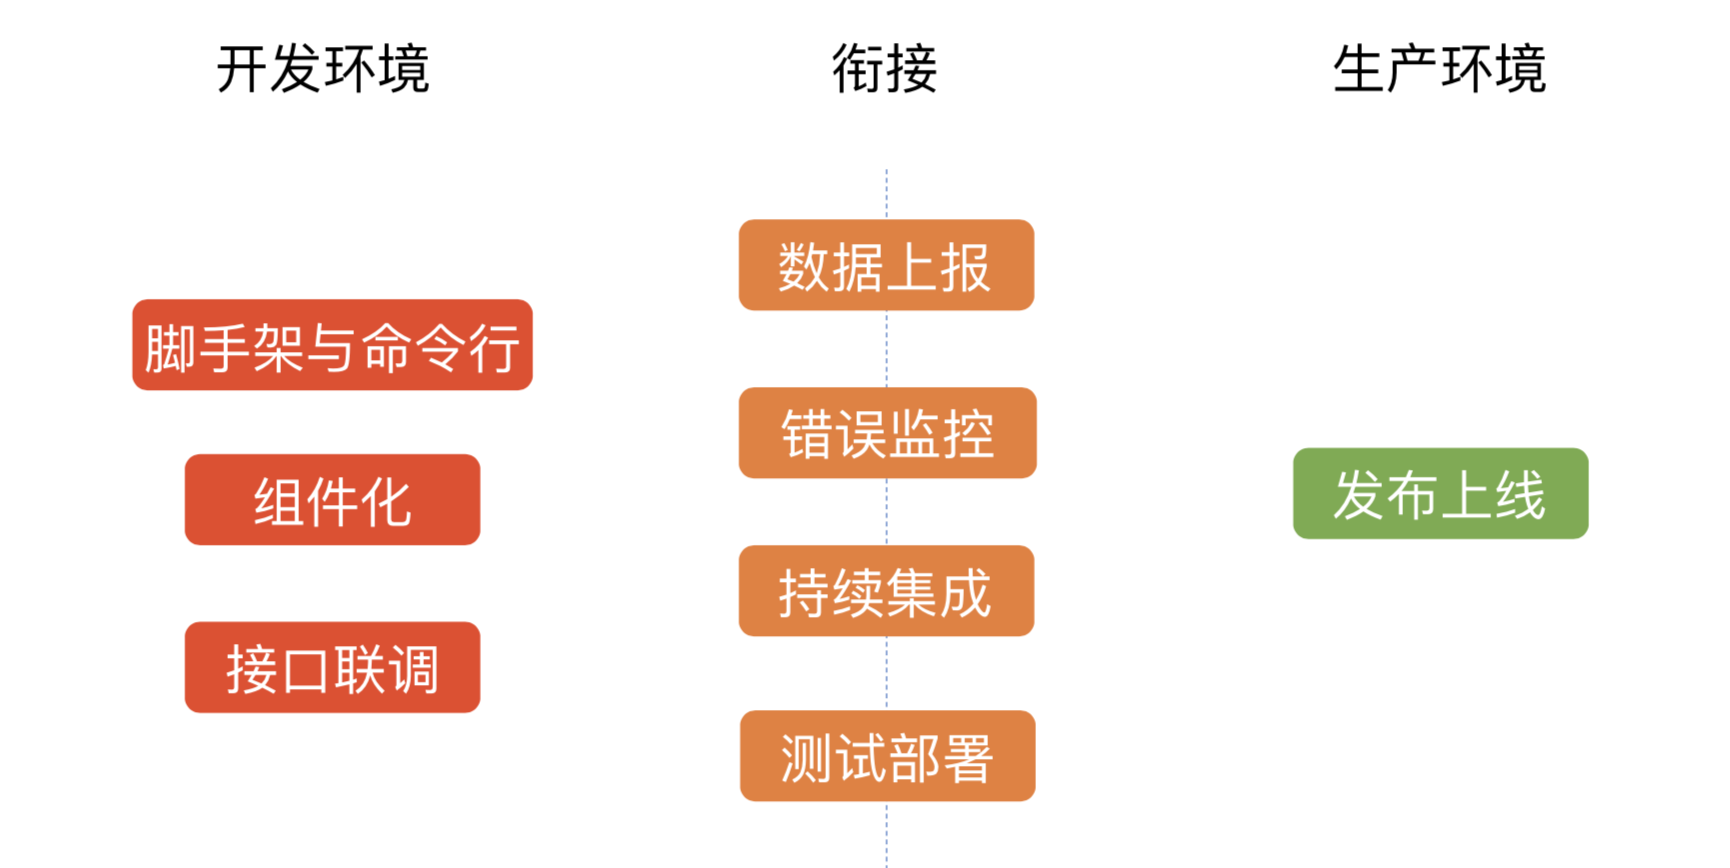 开发环境
衔接
生产环境
脚手架与命令行
组件化
接口联调
数据上报
错误监控
持续集成
测试部署
发布上线